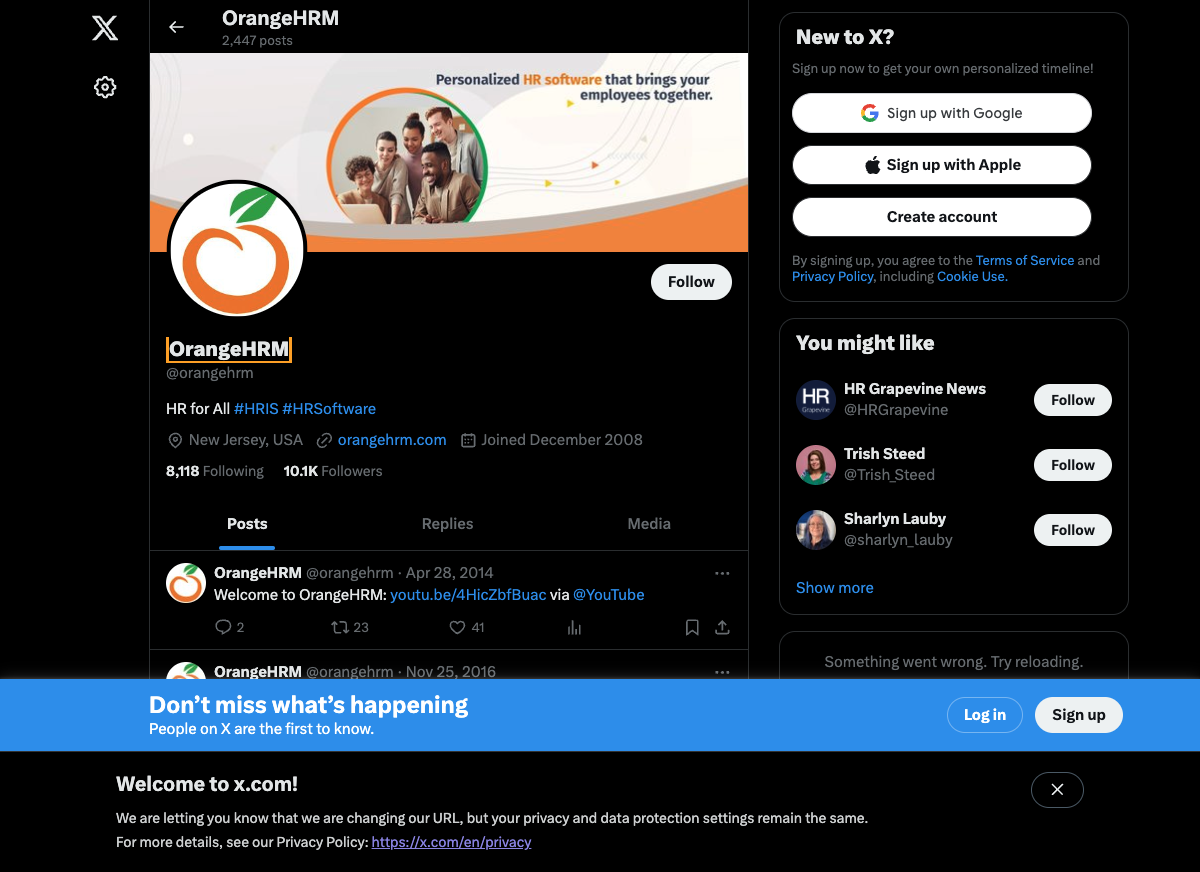 OrangeHRM
2,447 posts
Personalized HR software that brings your
employees together.
Follow
OrangeHRM
@orangehrm
HR for All #HRIS #HRSoftware
New Jersey, USA orangehrm.com Joined December 2008
8,118 Following 10.1K Followers
Posts Replies Media
OrangeHRM @orangehrm · Apr 28, 2014
Welcome to OrangeHRM: youtu.be/4HicZbfBuac via @YouTube
2 23 41
OrangeHRM @orangehrm · Nov 25, 2016
New to X?
Sign up now to get your own personalized timeline!
Sign up with Google
Sign up with Apple
Create account
By signing up, you agree to the Terms of Service and
Privacy Policy, including Cookie Use.
You might like
HR
Grapevine
HR Grapevine News
@HRGrapevine
Follow
Trish Steed
@Trish_Steed
Follow
Sharlyn Lauby
@sharlyn_lauby
Follow
Show more
Something went wrong. Try reloading.
Don’t miss what’s happening
People on X are the first to know.
Log in
Sign up
Welcome to x.com!
We are letting you know that we are changing our URL, but your privacy and data protection settings remain the same.
For more details, see our Privacy Policy: https://x.com/en/privacy